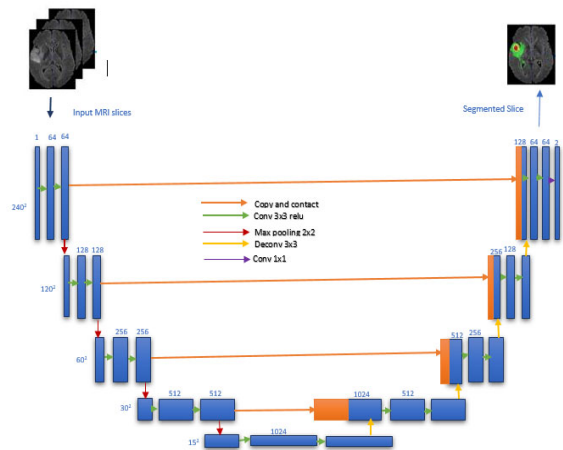 Input MRI slices
Segmented Slice
1 64 64
128 64 64 2
240²
Copy and contact
Conv 3x3 relu
Max pooling 2x2
Deconv 3x3
Conv 1x1
128 128
256 128
120²
256 256
512 256
60²
512 512
1024 512
30²
1024
15²